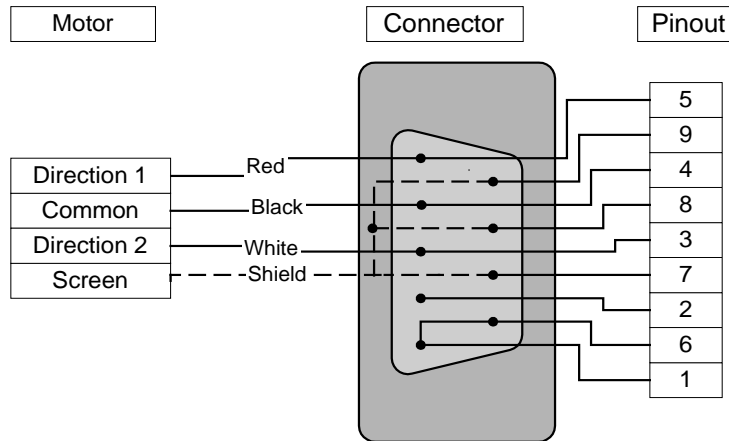 Motor
Connector
Pinout
Direction 1
Common
Direction 2
Screen
Red
Black
White
Shield
5
9
4
8
3
7
2
6
1